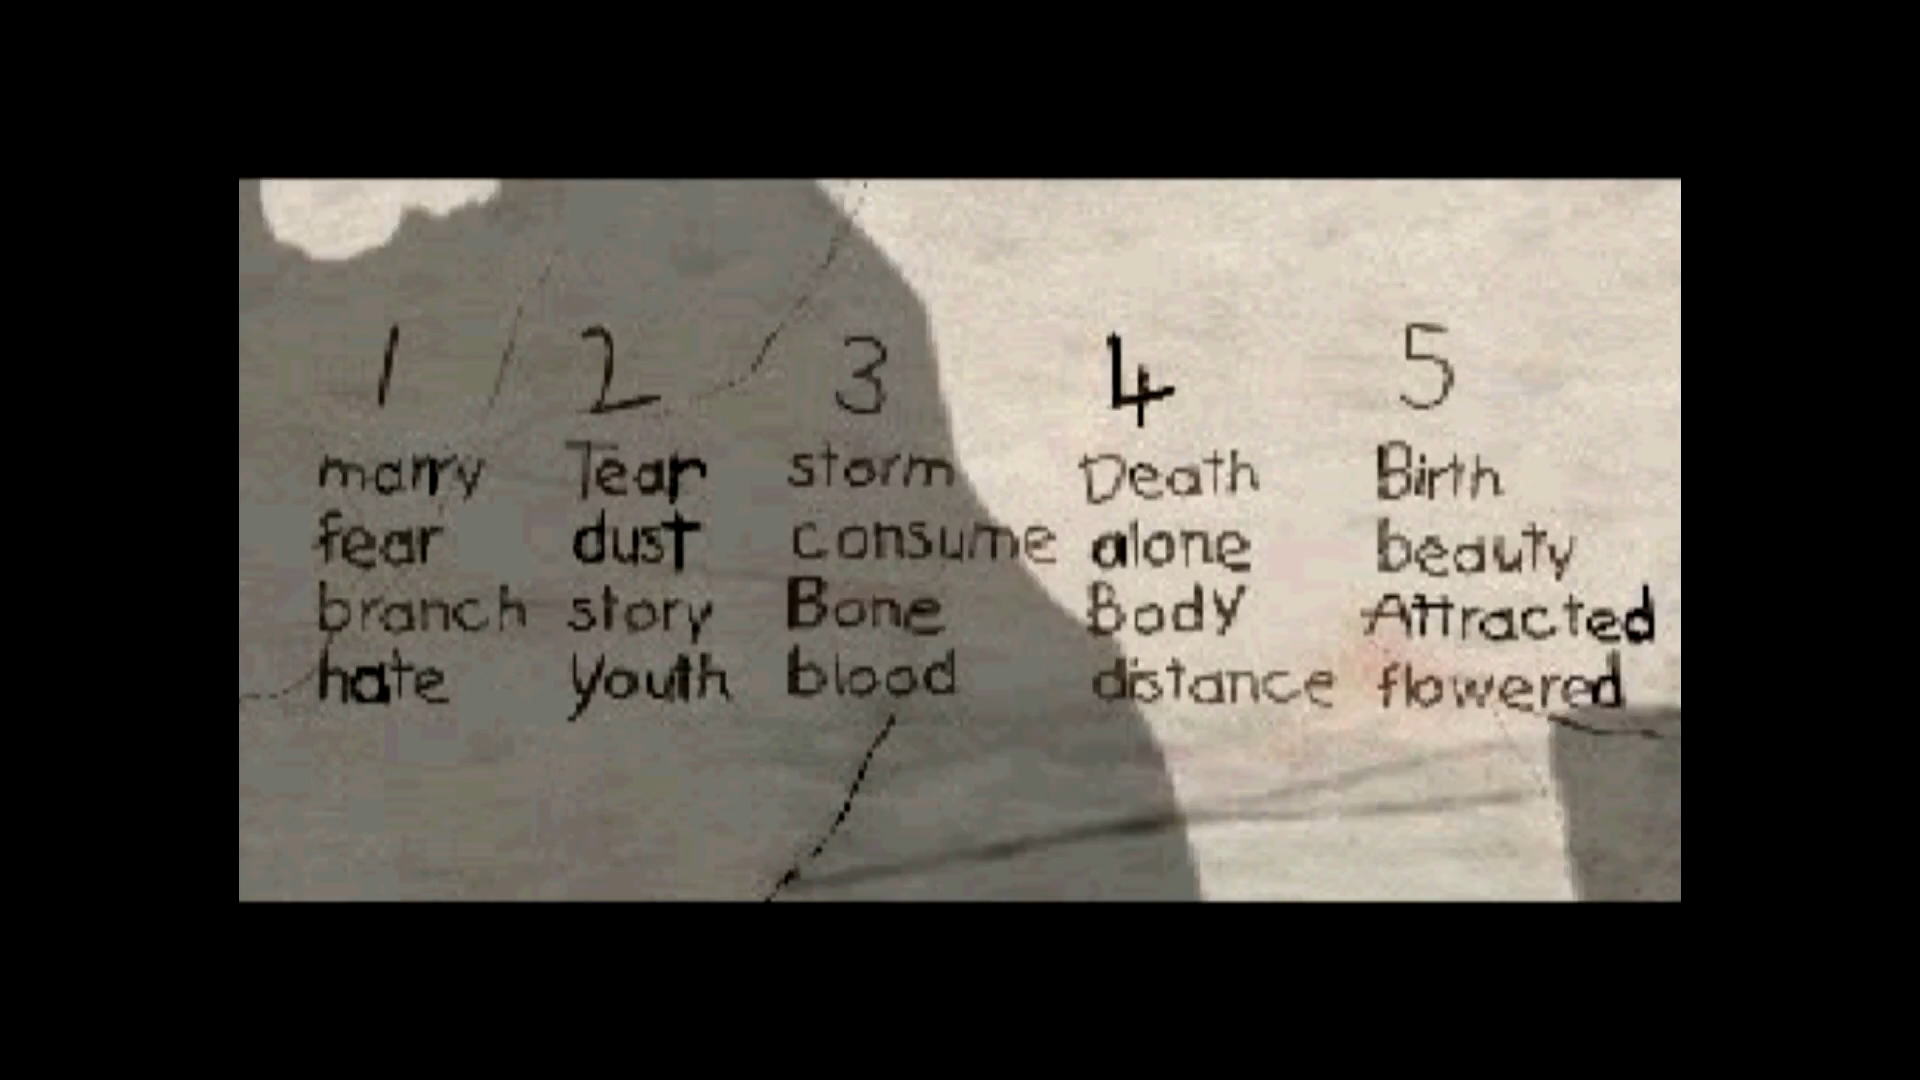 1 2 3 4 5
marry Tear storm Death Birth
fear dust consume alone beauty
branch story Bone Body Attracted
hate youth blood distance flowered